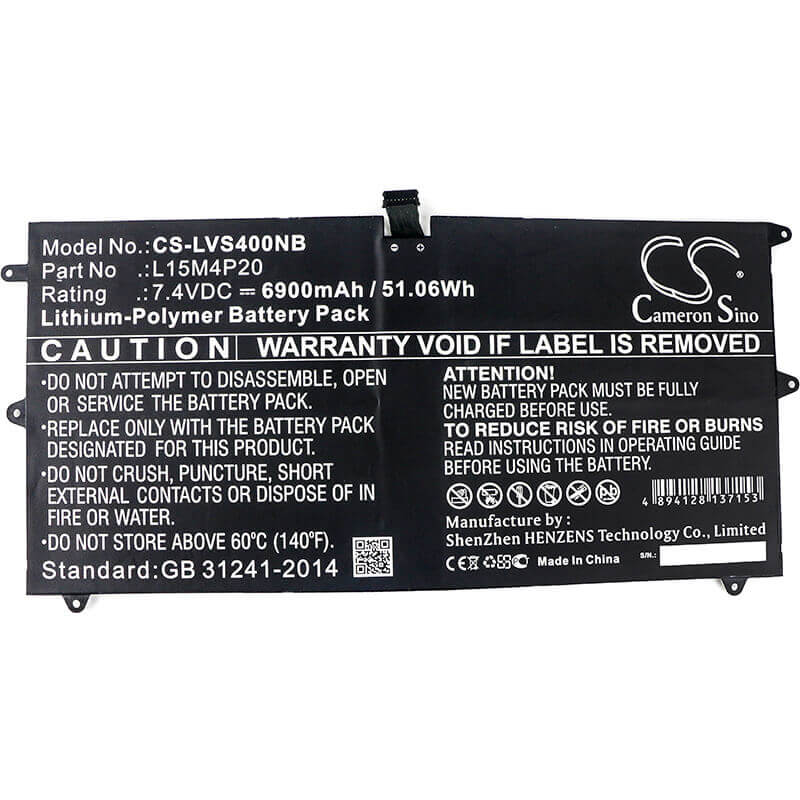 Model No.:CS-LVS400NB
Part No :L15M4P20
Rating :7.4VDC ⎓ 6900mAh / 51.06Wh
Lithium-Polymer Battery Pack
CS
Cameron Sino
CAUTION WARRANTY VOID IF LABEL IS REMOVED
•DO NOT ATTEMPT TO DISASSEMBLE, OPEN
OR SERVICE THE BATTERY PACK.
•REPLACE ONLY WITH THE BATTERY PACK
DESIGNATED FOR THIS PRODUCT.
•DO NOT CRUSH, PUNCTURE, SHORT
EXTERNAL CONTACTS OR DISPOSE OF IN
FIRE OR WATER.
•DO NOT STORE ABOVE 60°C (140°F).
Standard:GB 31241-2014
ATTENTION!
NEW BATTERY PACK MUST BE FULLY
CHARGED BEFORE USE.
TO REDUCE RISK OF FIRE OR BURNS
READ INSTRUCTIONS IN OPERATING GUIDE
BEFORE USING THE BATTERY.
4 894128 137153
Manufacture by :
ShenZhen HENZENS Technology Co., Limited
CE Made In China
S/N.: